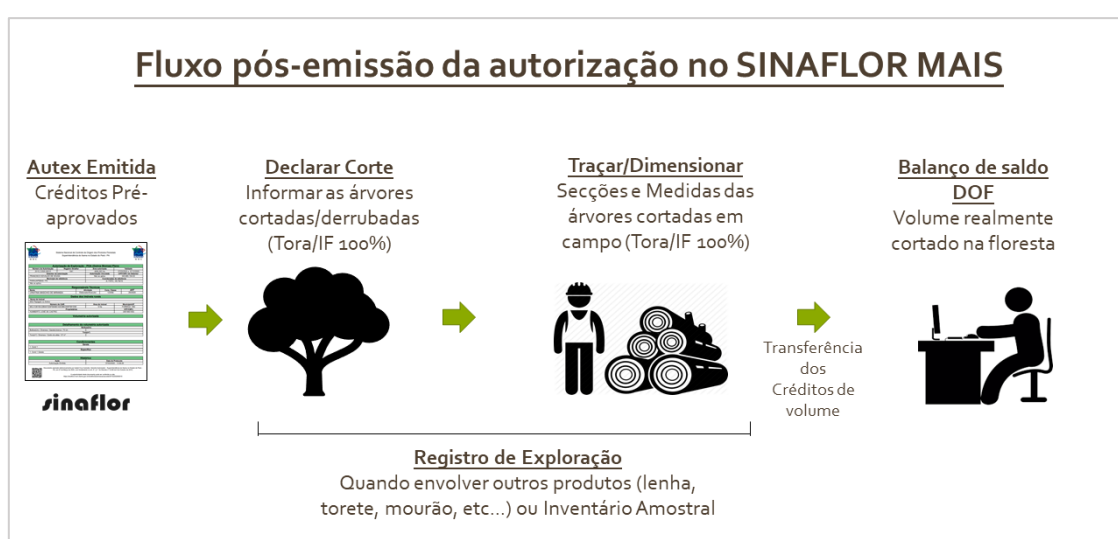 Fluxo pós-emissão da autorização no SINAFLOR MAIS
Autex Emitida
Créditos Pré-
aprovados
sinaflor
Declarar Corte
Informar as árvores
cortadas/derrubadas
(Tora/IF 100%)
Traçar/Dimensionar
Secções e Medidas das
árvores cortadas em
campo (Tora/IF 100%)
Transferência
dos
Créditos de
volume
Balanço de saldo
DOF
Volume realmente
cortado na floresta
Registro de Exploração
Quando envolver outros produtos (lenha,
torete, mourão, etc...) ou Inventário Amostral